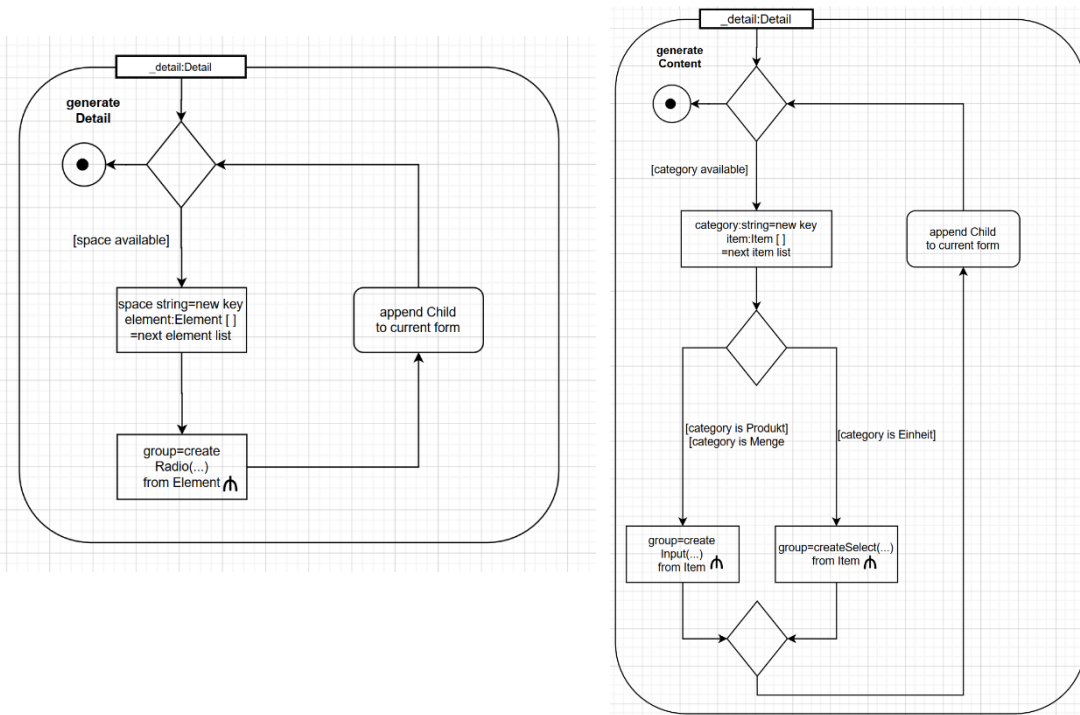 _detail:Detail
generate
Detail
[space available]
space string=new key
element:Element [ ]
=next element list
append Child
to current form
group=create
Radio(...)
from Element
_detail:Detail
generate
Content
[category available]
category:string=new key
item:Item [ ]
=next item list
append Child
to current form
[category is Produkt]
[category is Menge
[category is Einheit]
group=create
Input(...)
from Item
group=createSelect(...)
from Item